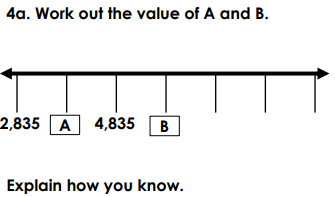 4a. Work out the value of A and B.
2,835 A 4,835 B
Explain how you know.